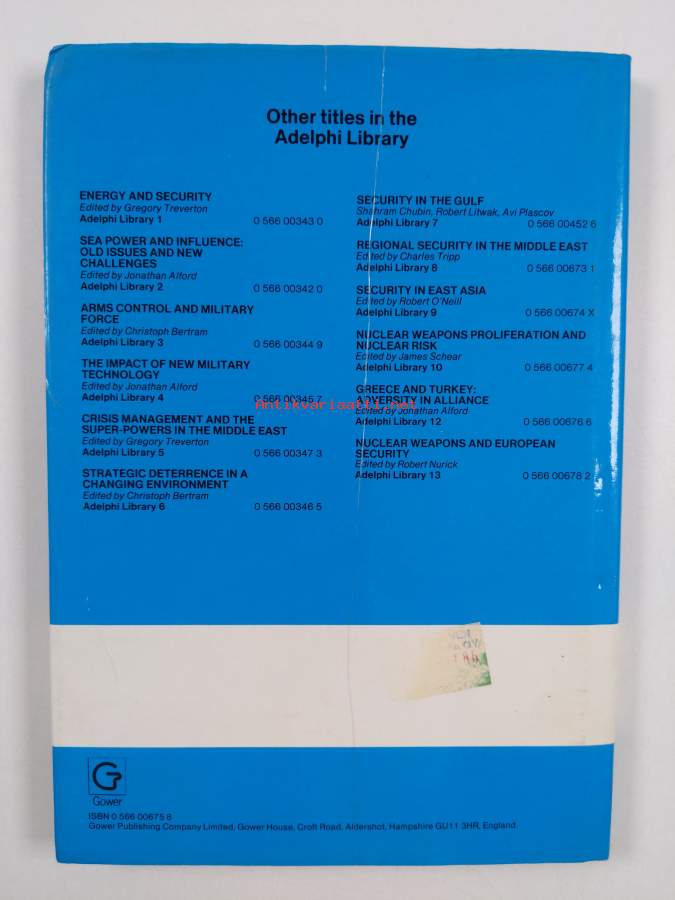 Other titles in the
Adelphi Library
ENERGY AND SECURITY
Edited by Gregory Treverton
Adelphi Library 1 0 566 00343 0
SEA POWER AND INFLUENCE:
OLD ISSUES AND NEW
CHALLENGES
Edited by Jonathan Alford
Adelphi Library 2 0 566 00342 0
ARMS CONTROL AND MILITARY
FORCE
Edited by Christoph Bertram
Adelphi Library 3 0 566 00344 9
THE IMPACT OF NEW MILITARY
TECHNOLOGY
Edited by Jonathan Alford
Adelphi Library 4 0 566 00345 7
CRISIS MANAGEMENT AND THE
SUPER-POWERS IN THE MIDDLE EAST
Edited by Gregory Treverton
Adelphi Library 5 0 566 00347 3
STRATEGIC DETERRENCE IN A
CHANGING ENVIRONMENT
Edited by Christoph Bertram
Adelphi Library 6 0 566 00346 5
SECURITY IN THE GULF
Shahram Chubin, Robert Litwak, Avi Plascov
Adelphi Library 7 0 566 00452 6
REGIONAL SECURITY IN THE MIDDLE EAST
Edited by Charles Tripp
Adelphi Library 8 0 566 00673 1
SECURITY IN EAST ASIA
Edited by Robert O'Neill
Adelphi Library 9 0 566 00674 X
NUCLEAR WEAPONS PROLIFERATION AND
NUCLEAR RISK
Edited by James Schear
Adelphi Library 10 0 566 00677 4
GREECE AND TURKEY:
ADVERSITY IN ALLIANCE
Edited by Jonathan Alford
Adelphi Library 12 0 566 00676 6
NUCLEAR WEAPONS AND EUROPEAN
SECURITY
Edited by Robert Nurick
Adelphi Library 13 0 566 00678 2
Antikvariaatti.net
G
Gower
ISBN 0 566 00675 8
Gower Publishing Company Limited, Gower House, Croft Road, Aldershot, Hampshire GU11 3HR, England.